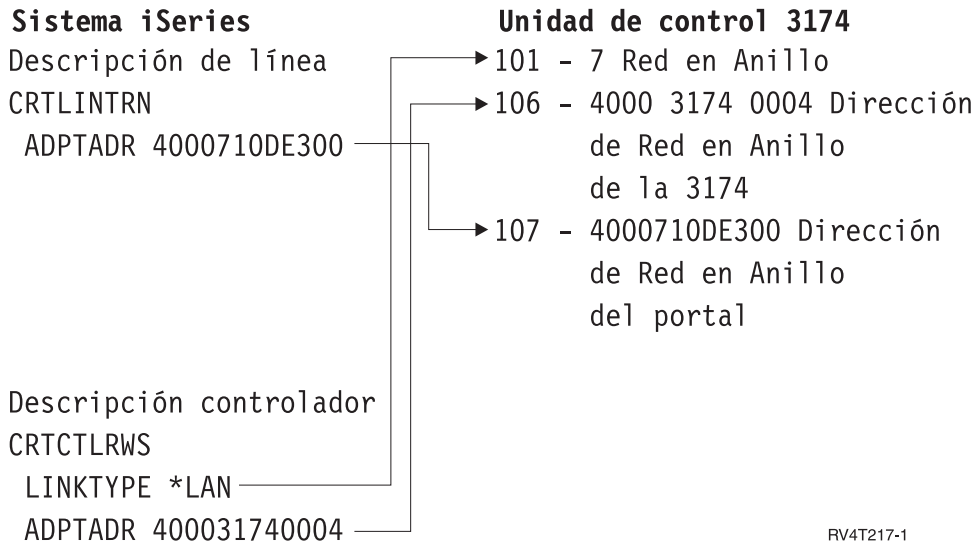 Sistema iSeries
Descripción de línea
CRTLINTRN
ADPTADR 4000710DE300
Descripción controlador
CRTCTLRWS
LINKTYPE *LAN
ADPTADR 400031740004
Unidad de control 3174
101 - 7 Red en Anillo
106 - 4000 3174 0004 Dirección
de Red en Anillo
de la 3174
107 - 4000710DE300 Dirección
de Red en Anillo
del portal
RV4T217-1